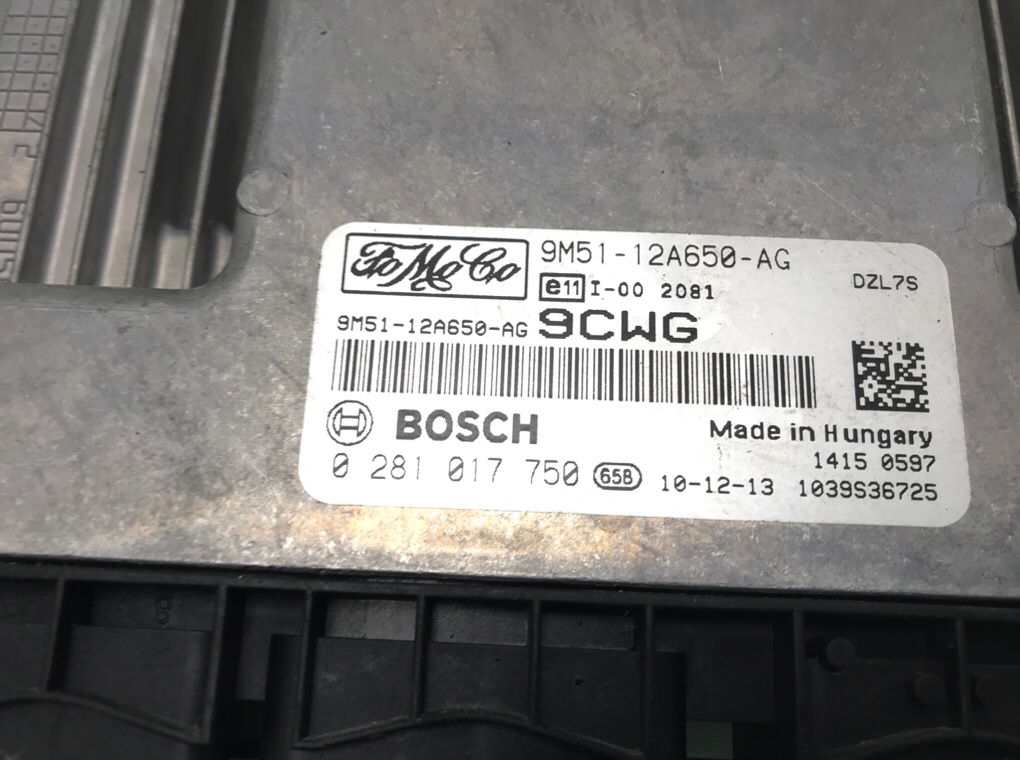 FoMoCo 9M51-12A650-AG
DZL7S
e11 I-00 2081
9M51-12A650-AG 9CWG
BOSCH
Made in Hungary
1415 0597
0 281 017 750 65B 10-12-13 1039S36725